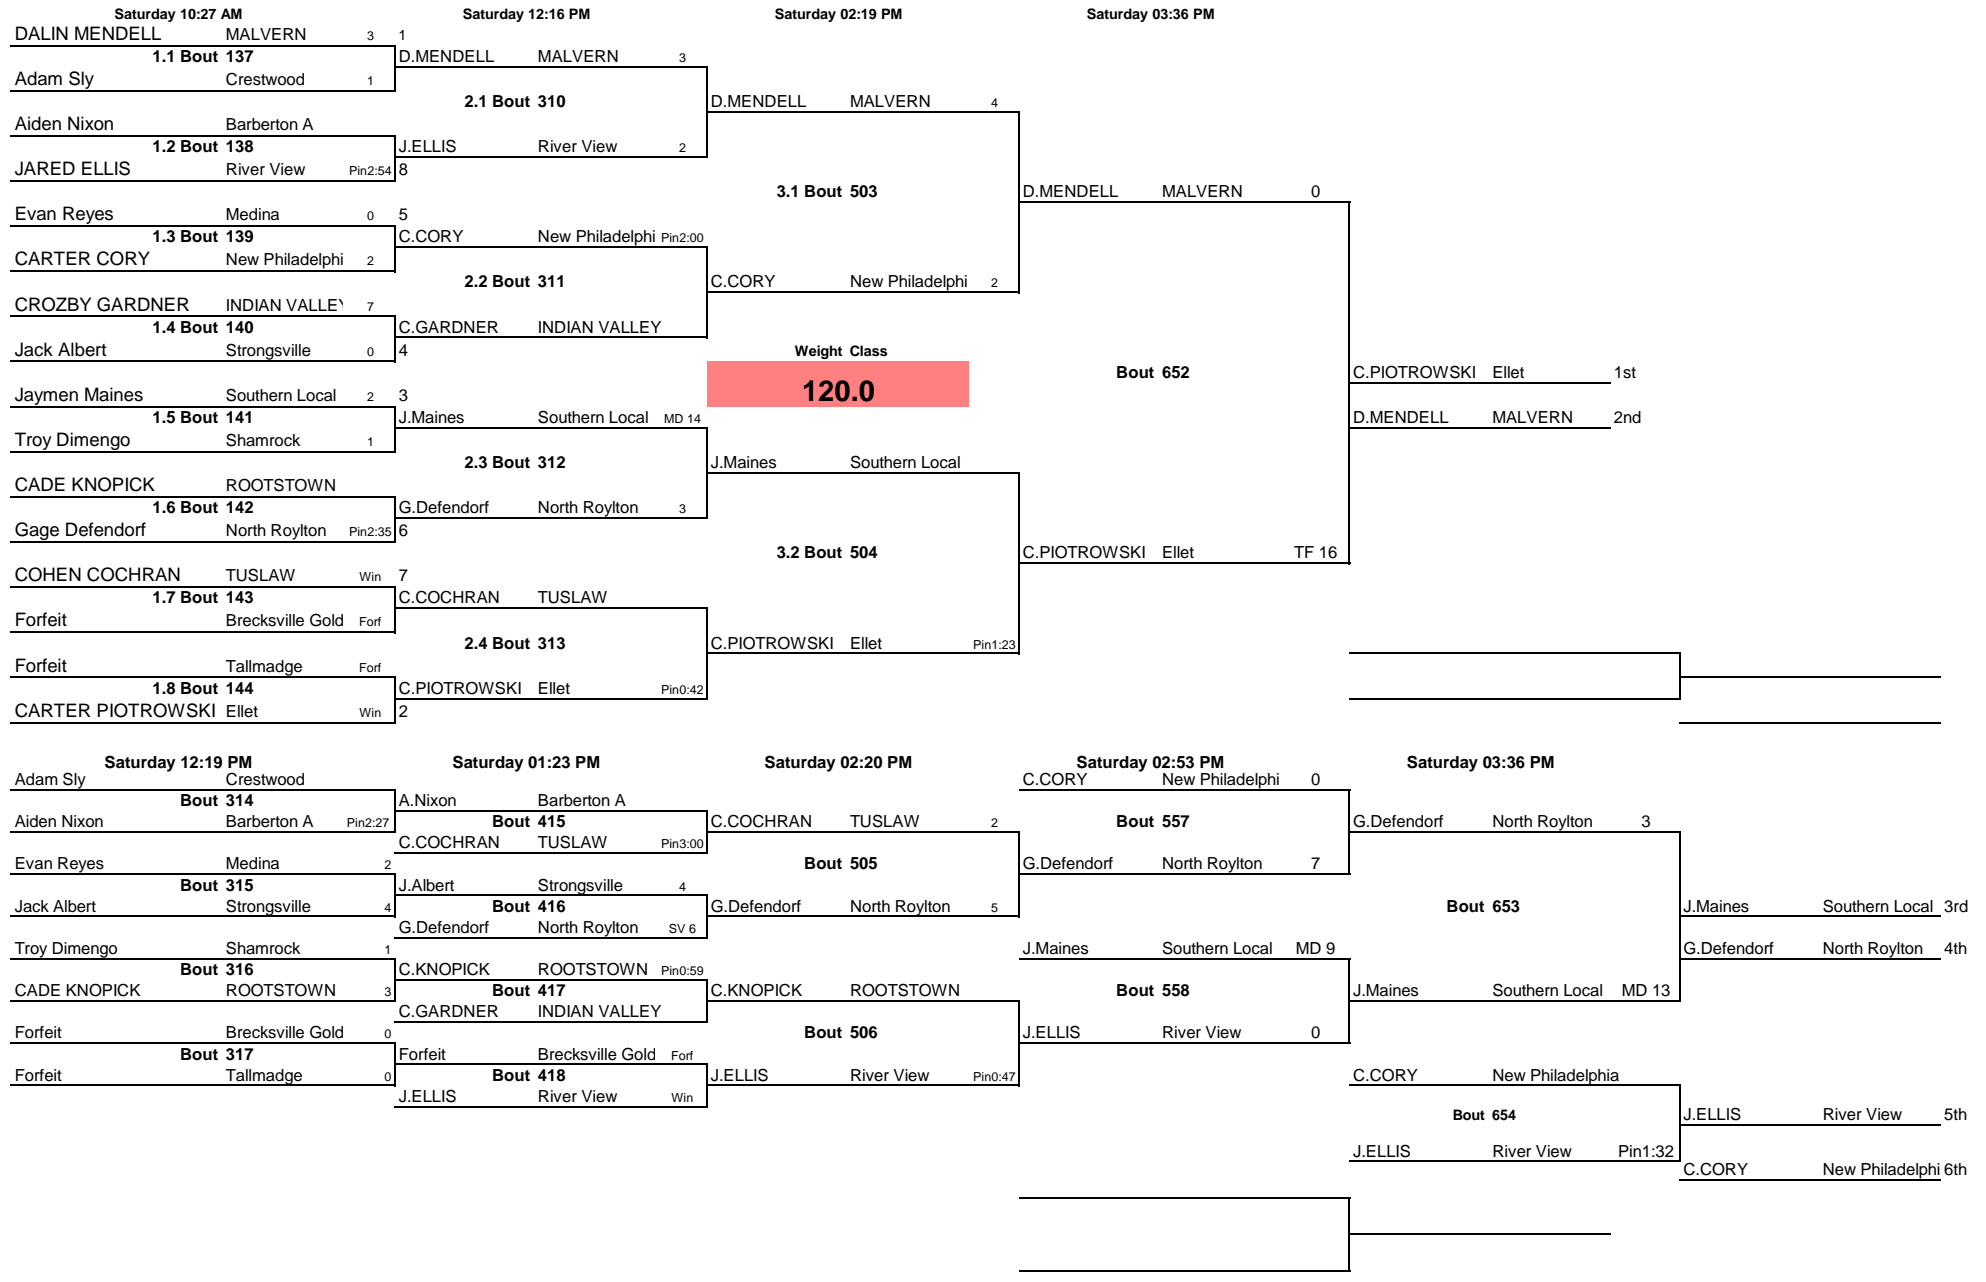 Saturday 10:27 AM Saturday 12:16 PM Saturday 02:19 PM Saturday 03:36 PM
DALIN MENDELL MALVERN 3 1
1.1 Bout 137 D.MENDELL MALVERN 3
Adam Sly Crestwood 1
2.1 Bout 310 D.MENDELL MALVERN 4
Aiden Nixon Barberton A
1.2 Bout 138 J.ELLIS River View 2
JARED ELLIS River View Pin2:54 8
3.1 Bout 503 D.MENDELL MALVERN 0
Evan Reyes Medina 0 5
1.3 Bout 139 C.CORY New Philadelphi Pin2:00
CARTER CORY New Philadelphi 2
2.2 Bout 311 C.CORY New Philadelphi 2
CROZBY GARDNER INDIAN VALLEY 7
1.4 Bout 140 C.GARDNER INDIAN VALLEY
Jack Albert Strongsville 0 4 Weight Class
Bout 652 C.PIOTROWSKI Ellet 1st
Jaymen Maines Southern Local 2 3 120.0
1.5 Bout 141 J.Maines Southern Local MD 14 D.MENDELL MALVERN 2nd
Troy Dimengo Shamrock 1
2.3 Bout 312 J.Maines Southern Local
CADE KNOPICK ROOTSTOWN
1.6 Bout 142 G.Defendorf North Roylton 3
Gage Defendorf North Roylton Pin2:35 6
3.2 Bout 504 C.PIOTROWSKI Ellet TF 16
COHEN COCHRAN TUSLAW Win 7
1.7 Bout 143 C.COCHRAN TUSLAW
Forfeit Brecksville Gold Forf
2.4 Bout 313 C.PIOTROWSKI Ellet Pin1:23
Forfeit Tallmadge Forf
1.8 Bout 144 C.PIOTROWSKI Ellet Pin0:42
CARTER PIOTROWSKI Ellet Win 2
Saturday 12:19 PM Saturday 01:23 PM Saturday 02:20 PM Saturday 02:53 PM Saturday 03:36 PM
Adam Sly Crestwood C.CORY New Philadelphi 0
Bout 314 A.Nixon Barberton A
Aiden Nixon Barberton A Pin2:27 Bout 415 C.COCHRAN TUSLAW 2 Bout 557 G.Defendorf North Roylton 3
C.COCHRAN TUSLAW Pin3:00
Evan Reyes Medina 2 Bout 505 G.Defendorf North Roylton 7
Bout 315 J.Albert Strongsville 4
Jack Albert Strongsville 4 Bout 416 G.Defendorf North Roylton 5 Bout 653 J.Maines Southern Local 3rd
G.Defendorf North Roylton SV 6
Troy Dimengo Shamrock 1 J.Maines Southern Local MD 9 G.Defendorf North Roylton 4th
Bout 316 C.KNOPICK ROOTSTOWN Pin0:59
CADE KNOPICK ROOTSTOWN 3 Bout 417 C.KNOPICK ROOTSTOWN Bout 558 J.Maines Southern Local MD 13
C.GARDNER INDIAN VALLEY
Forfeit Brecksville Gold 0 Bout 506 J.ELLIS River View 0
Bout 317 Forfeit Brecksville Gold Forf
Forfeit Tallmadge 0 Bout 418 J.ELLIS River View Pin0:47 C.CORY New Philadelphia
J.ELLIS River View Win
Bout 654 J.ELLIS River View 5th
J.ELLIS River View Pin1:32
C.CORY New Philadelphi 6th